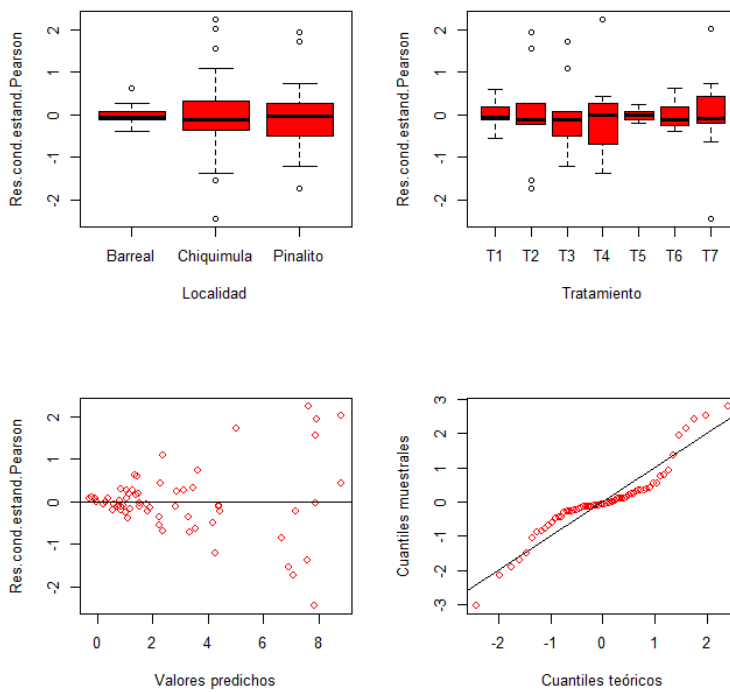 Res.cond.estand.Pearson
2
1
0
-1
-2
Barreal Chiquimula Pinalito
Localidad
Res.cond.estand.Pearson
2
1
0
-1
-2
T1 T2 T3 T4 T5 T6 T7
Tratamiento
Res.cond.estand.Pearson
2
1
0
-1
-2
0 2 4 6 8
Valores predichos
Cuantiles muestrales
3
2
1
0
-1
-2
-3
-2 -1 0 1 2
Cuantiles teóricos